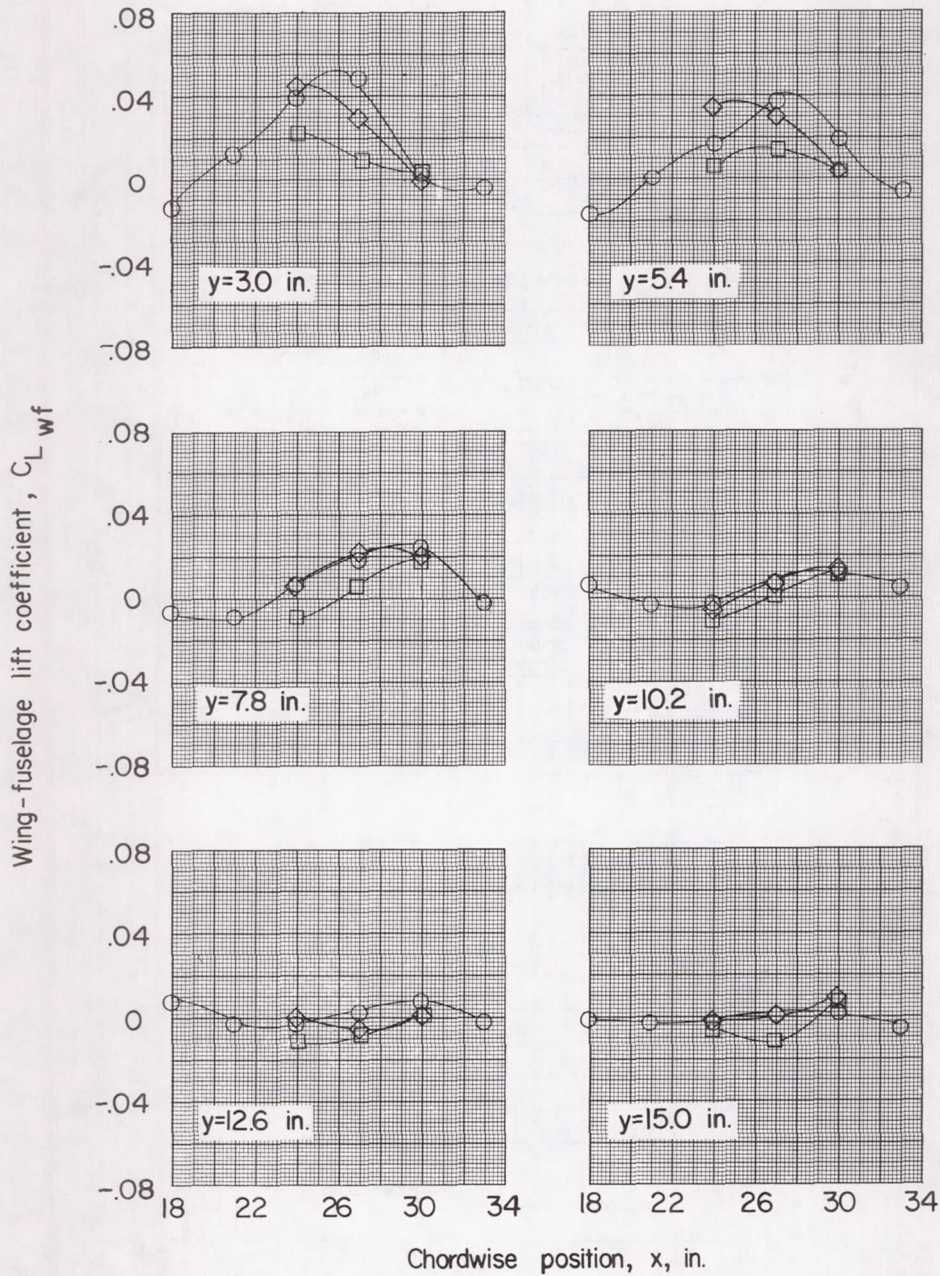 Wing-fuselage lift coefficient, C_L wf
.08
.04
0
-.04
-.08
y=3.0 in.
y=5.4 in.
.08
.04
0
-.04
-.08
y=7.8 in.
y=10.2 in.
.08
.04
0
-.04
-.08
y=12.6 in.
y=15.0 in.
18 22 26 30 34
18 22 26 30 34
Chordwise position, x, in.